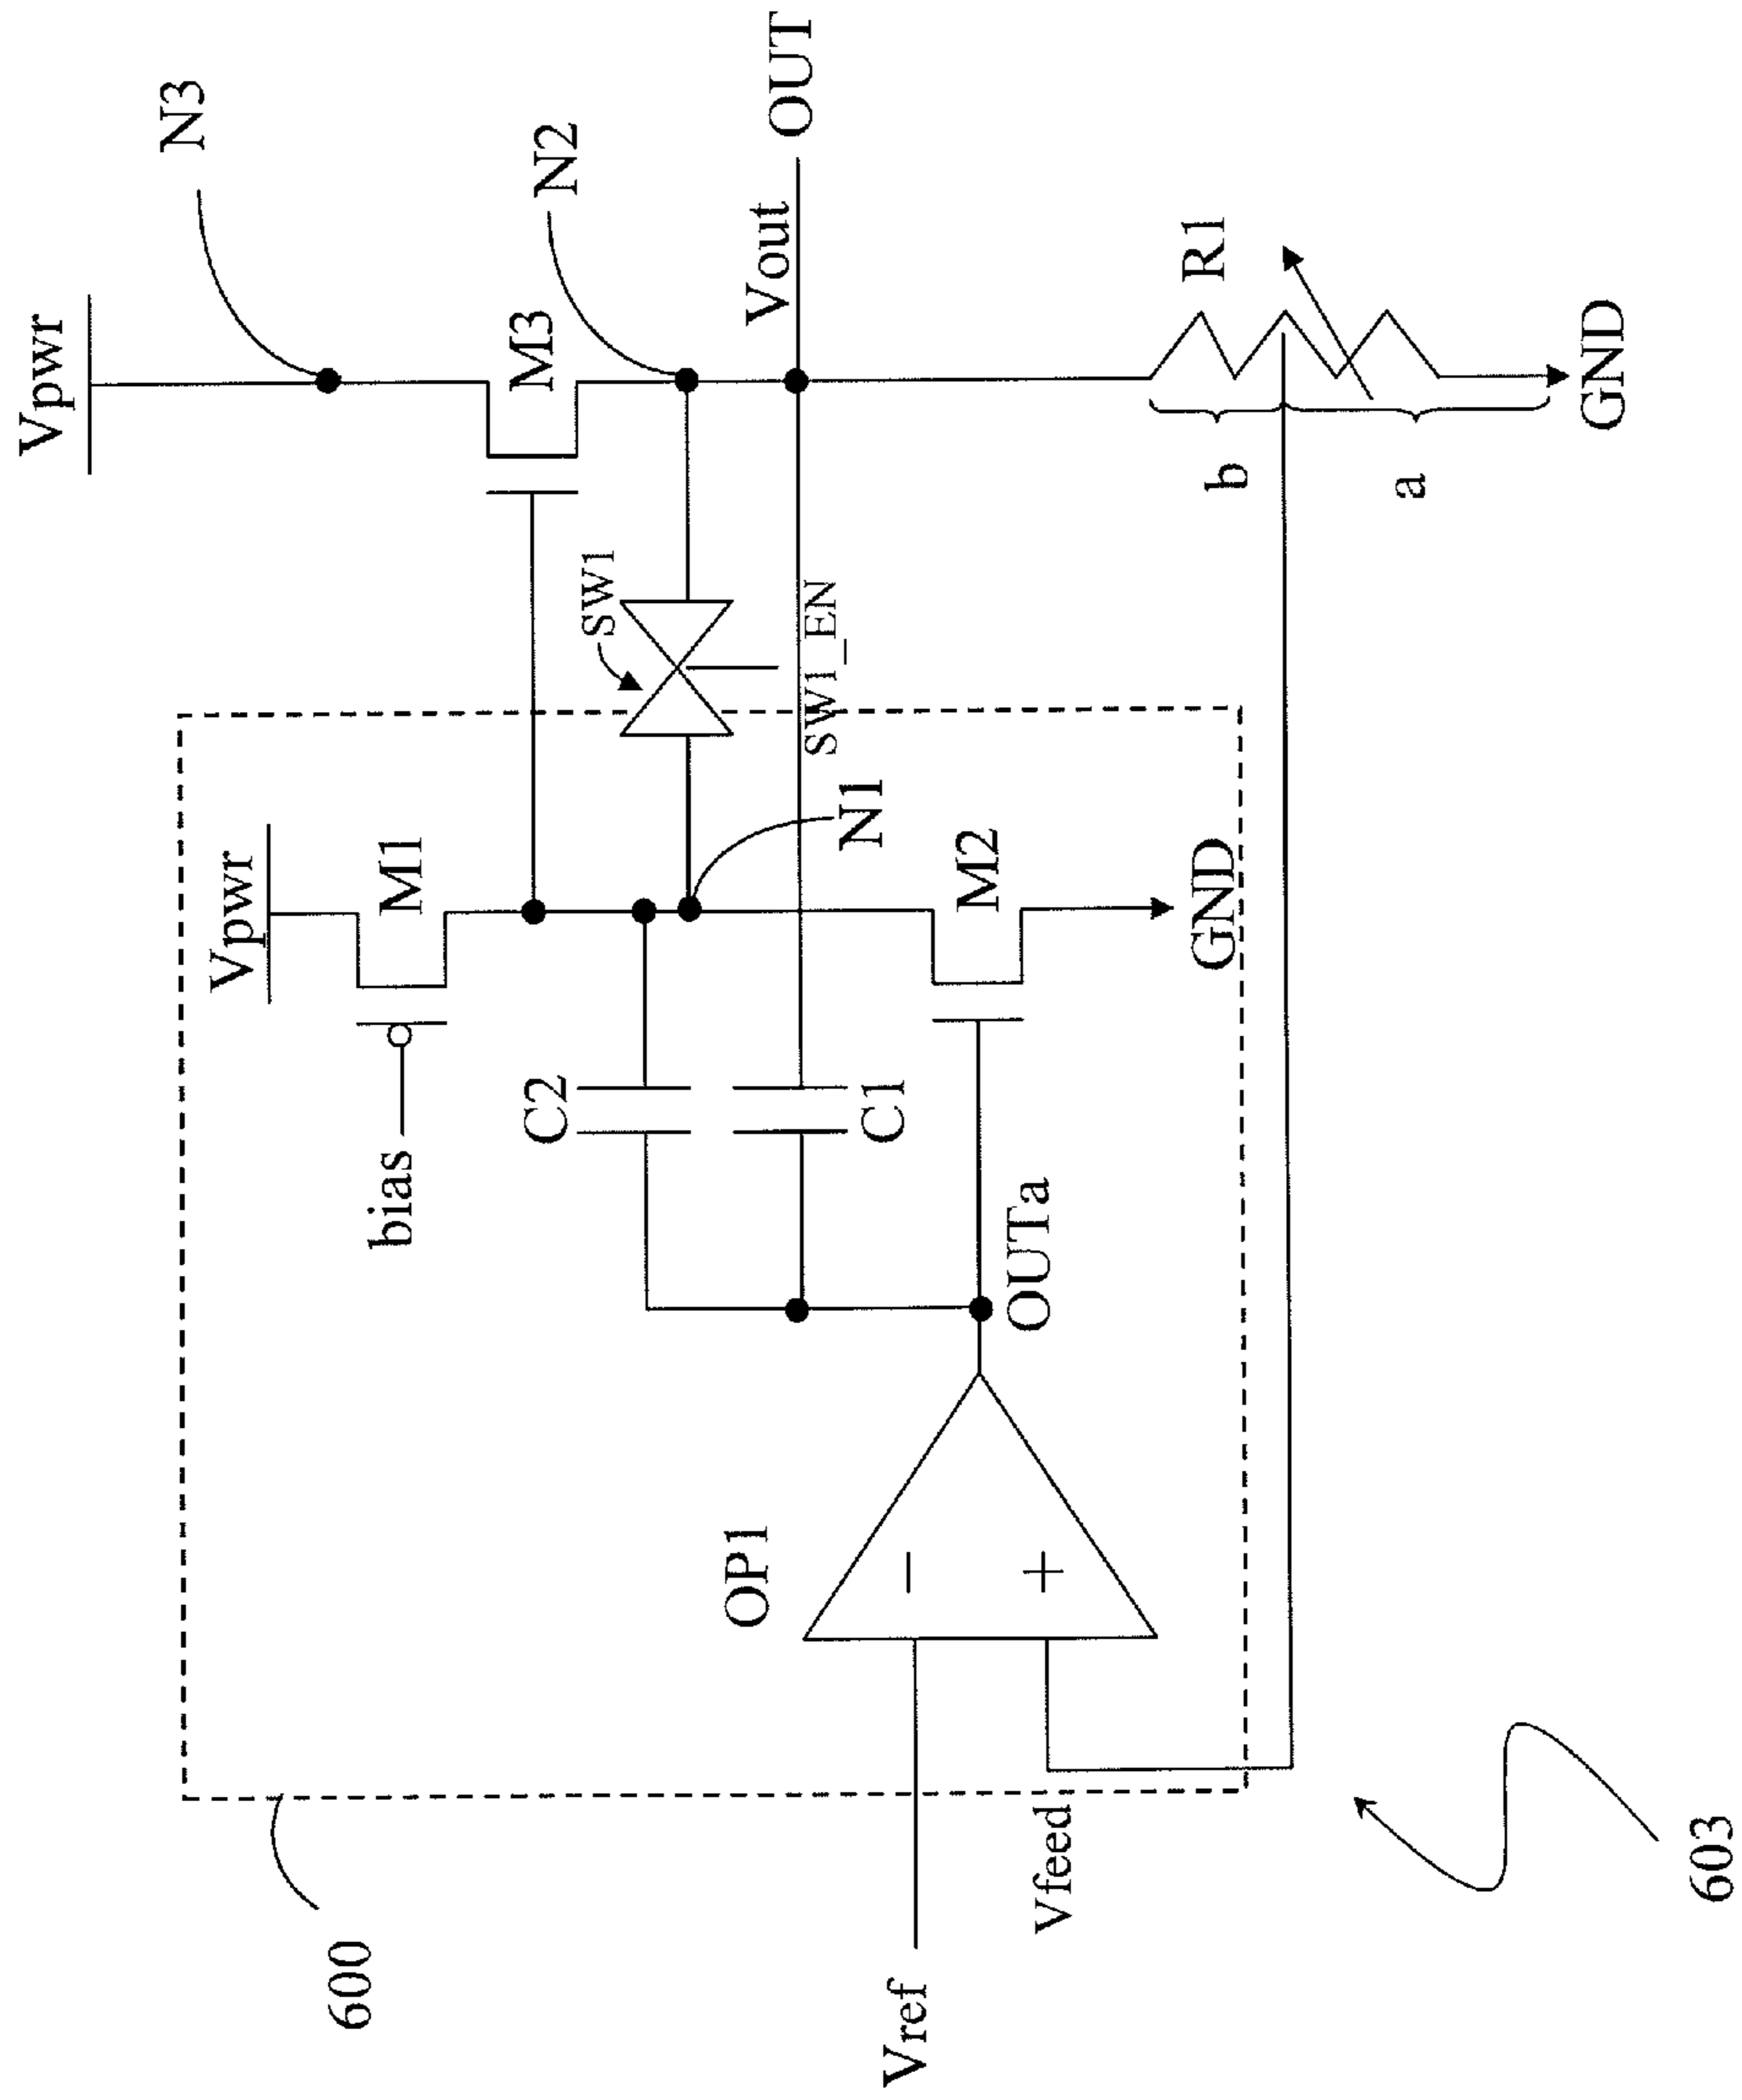 Vpwr
N3
Vpwr
M1
bias
M3
N2
C2
SW1
Vout
OUT
SW1_EN
C1
N1
OP1
−
+
OUTa
M2
GND
R1
b
a
GND
Vref
Vfeed
600
603